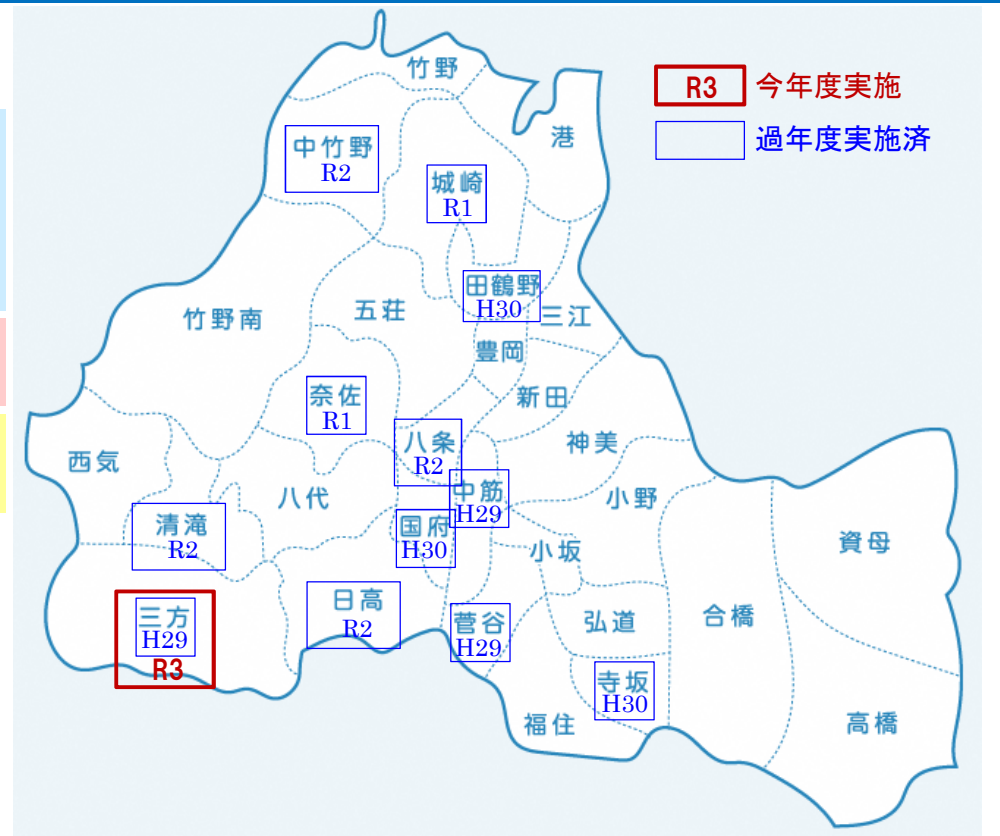 竹野
R3 今年度実施
過年度実施済
港
中竹野
R2
城崎
R1
田鶴野
H30
竹野南
五荘
三江
豊岡
奈佐
R1
新田
八条
R2
神美
西気
八代
中筋
H29
小野
清滝
R2
国府
H30
小坂
資母
三方
H29
R3
日高
R2
菅谷
H29
弘道
合橋
寺坂
H30
福住
高橋